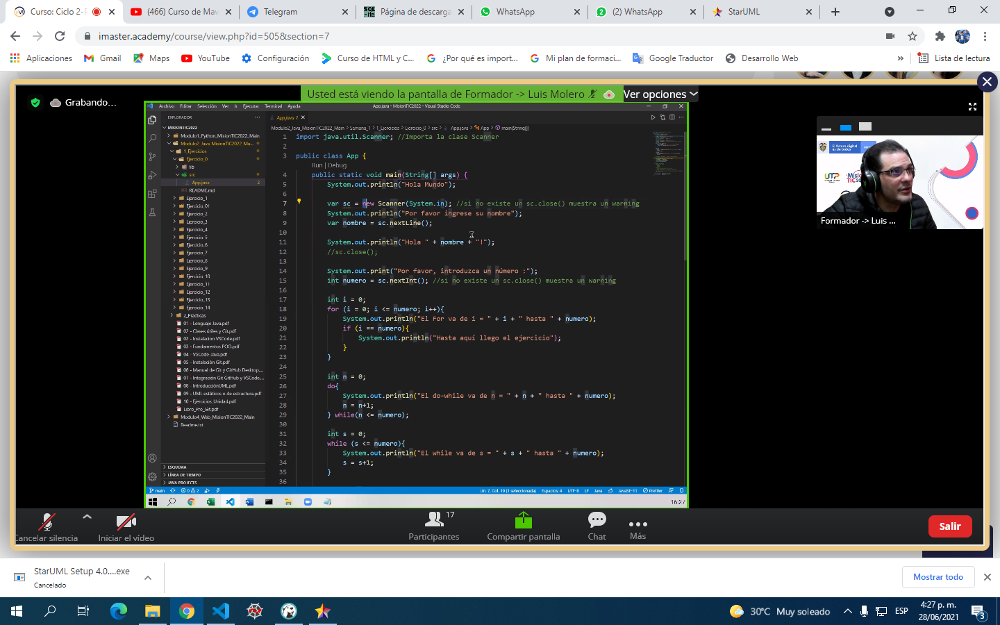 Curso: Ciclo 2-F
(466) Curso de Mav
Telegram
Página de descarga
WhatsApp
(2) WhatsApp
StarUML
imaster.academy/course/view.php?id=505&section=7
Aplicaciones
Gmail
Maps
YouTube
Configuración
Curso de HTML y C...
¿Por qué es import...
Mi plan de formaci...
Google Traductor
Desarrollo Web
»
Lista de lectura
Usted está viendo la pantalla de Formador -> Luis Molero
Ver opciones
Grabando...
Archivo Editar Selección Ver Ir Ejecutar Terminal Ayuda
App.java - MisionTIC2022 - Visual Studio Code
EXPLORADOR
MISIONTIC2022
Modulo1_Python_MisionTIC2022_Main
Modulo2_Java_MisionTIC2022_Ma...
1_Ejercicios
Ejercicio_0
lib
src
App.java 2
README.md
Ejercicio_1
Ejercicio_01
Ejercicio_2
Ejercicio_3
Ejercicio_4
Ejercicio_5
Ejercicio_6
Ejercicio_7
Ejercicio_8
Ejercicio_9
Ejercicio_10
Ejercicio_11
Ejercicio_12
Ejercicio_13
Ejercicio_14
2_Practicas
01 - Lenguaje Java.pdf
02 - Clases útiles y Git.pdf
02 - Instalacion VSCode.pdf
03 - Fundamentos POO.pdf
04 - VSCode-Java.pdf
05 - Instalación Git.pdf
06 - Manual de Git y GitHub Desktop...
07 - Integración Git GitHub y VSCode...
08 - IntroducciónUML.pdf
09 - UML estáticos o de estructura.pdf
10 - Ejercicios_Unidad.pdf
Libro_Pro_Git.pdf
Modulo4_Web_MisionTIC2022_Main
Readme.txt
ESQUEMA
LÍNEA DE TIEMPO
JAVA PROJECTS
App.java 2
Modulo2_Java_MisionTIC2022_Main > Semana_1 > 1_Ejercicios > Ejercicio_0 > src > App.java > App > main(String[])
1 import java.util.Scanner; //Importa la clase Scanner
2
3 public class App {
Run | Debug
4 public static void main(String[] args) {
5 System.out.println("Hola Mundo");
6
7 var sc = new Scanner(System.in); //si no existe un sc.close() muestra un warning
8 System.out.println("Por favor ingrese su nombre");
9 var nombre = sc.nextLine();
10
11 System.out.println("Hola " + nombre + "!");
12 //sc.close();
13
14 System.out.print("Por favor, introduzca un número :");
15 int numero = sc.nextInt(); //si no existe un sc.close() muestra un warning
16
17 int i = 0;
18 for (i = 0; i <= numero; i++){
19 System.out.println("El For va de i = " + i + " hasta " + numero);
20 if (i == numero){
21 System.out.println("Hasta aquí llego el ejercicio");
22 }
23 }
24
25 int n = 0;
26 do{
27 System.out.println("El do-while va de n = " + n + " hasta " + numero);
28 n = n+1;
29 } while(n <= numero);
30
31 int s = 0;
32 while (s <= numero){
33 System.out.println("El while va de s = " + s + " hasta " + numero);
34 s = s+1;
35 }
36
main
0 2
Lín. 7, Col. 19 (1 seleccionada) Espacios: 4 UTF-8 LF Java JavaSE-11 Prettier
16:27
El futuro digital
es de todos
UTP
Misión
TIC 2022
Formador -> Luis ...
Cancelar silencia
Iniciar el vídeo
17
Participantes
Compartir pantalla
Chat
Más
Salir
StarUML Setup 4.0....exe
Cancelado
Mostrar todo
30°C Muy soleado
ESP
4:27 p. m.
28/06/2021
3